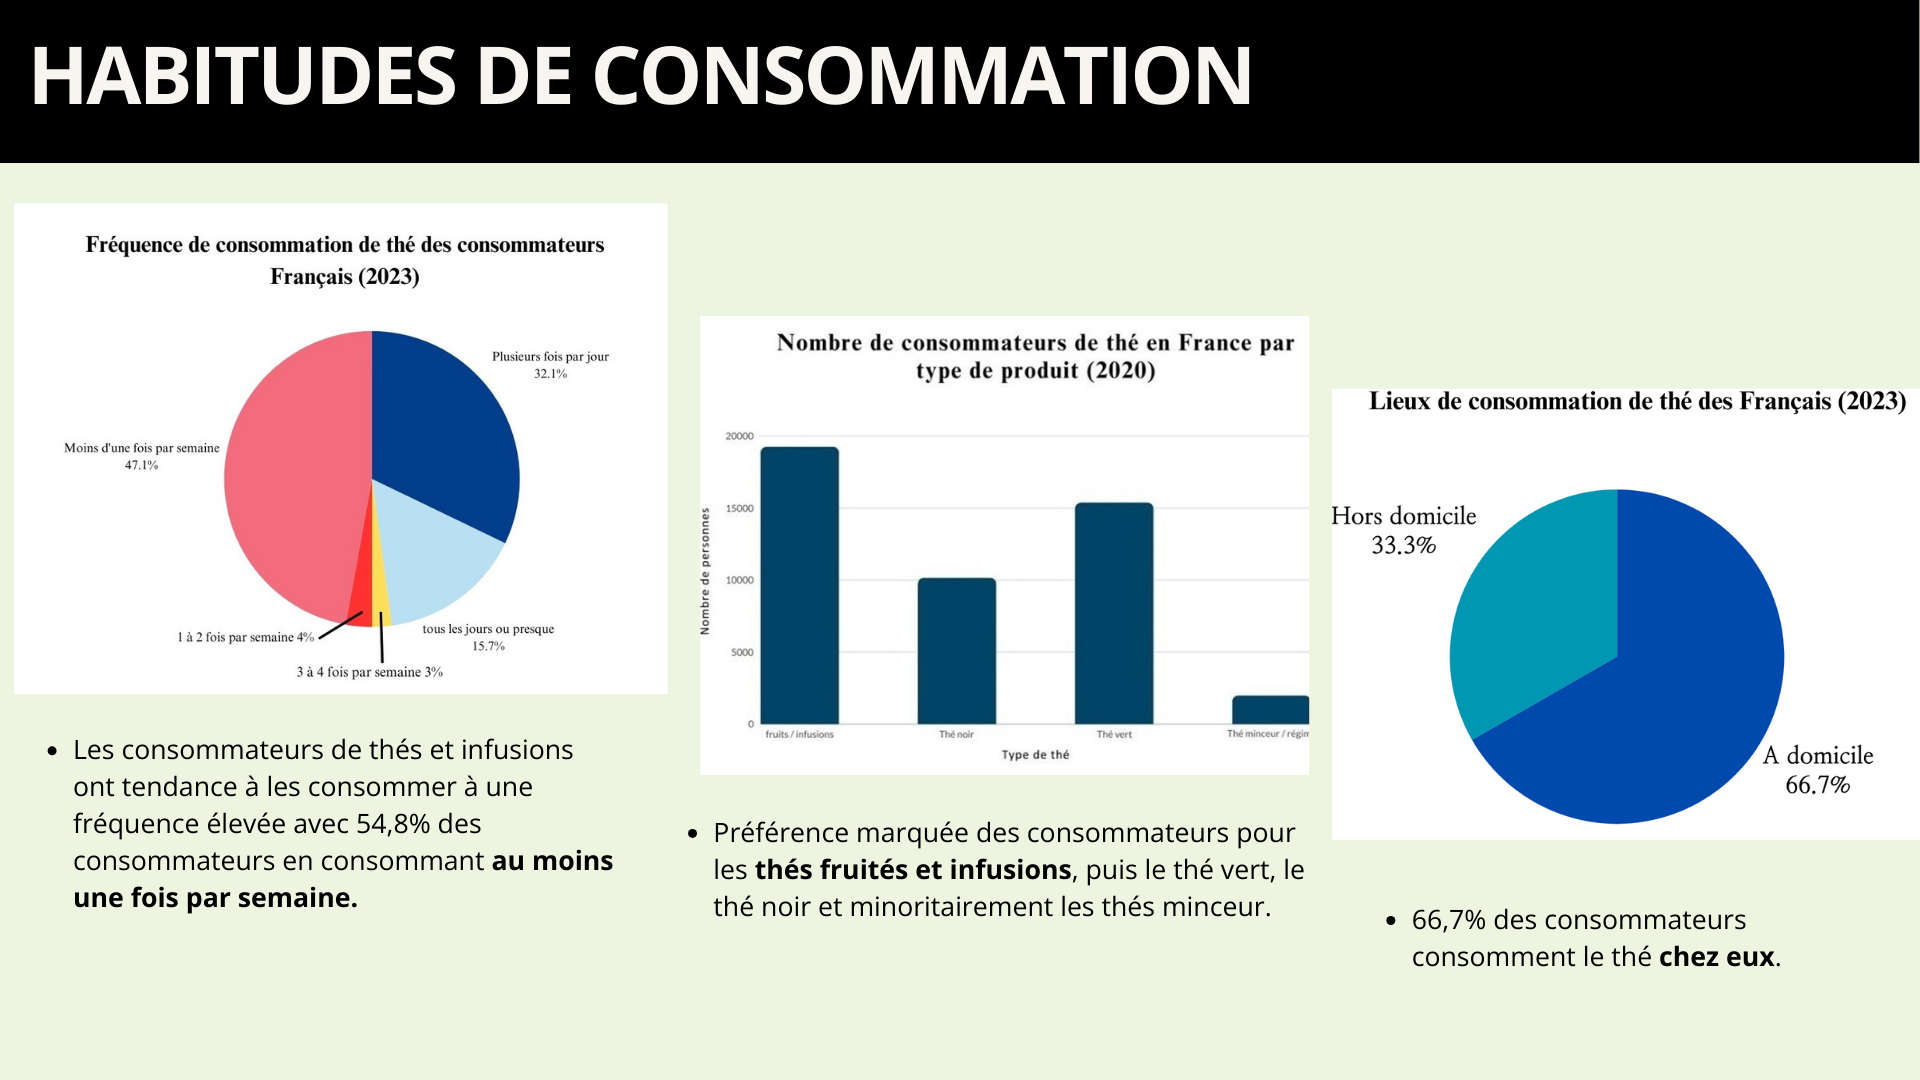 HABITUDES DE CONSOMMATION
Fréquence de consommation de thé des consommateurs
Français (2023)
Plusieurs fois par jour
32.1%
Moins d'une fois par semaine
47.1%
1 à 2 fois par semaine 4%
tous les jours ou presque
15.7%
3 à 4 fois par semaine 3%
Les consommateurs de thés et infusions
ont tendance à les consommer à une
fréquence élevée avec 54,8% des
consommateurs en consommant au moins
une fois par semaine.
Nombre de consommateurs de thé en France par
type de produit (2020)
Nombre de personnes
20000
15000
10000
5000
0
fruits / infusions
Thé noir
Thé vert
Thé minceur / régim
Type de thé
Préférence marquée des consommateurs pour
les thés fruités et infusions, puis le thé vert, le
thé noir et minoritairement les thés minceur.
Lieux de consommation de thé des Français (2023)
Hors domicile
33.3%
A domicile
66.7%
66,7% des consommateurs
consomment le thé chez eux.